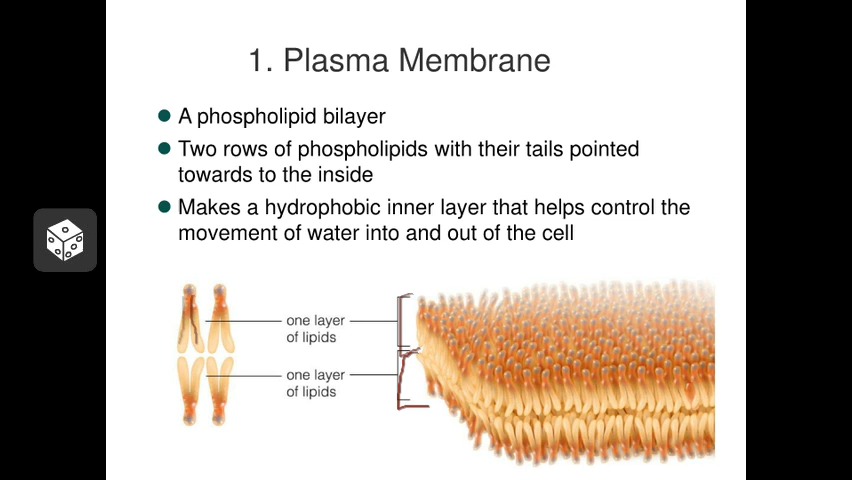 1. Plasma Membrane
A phospholipid bilayer
Two rows of phospholipids with their tails pointed
towards to the inside
Makes a hydrophobic inner layer that helps control the
movement of water into and out of the cell
one layer
of lipids
one layer
of lipids